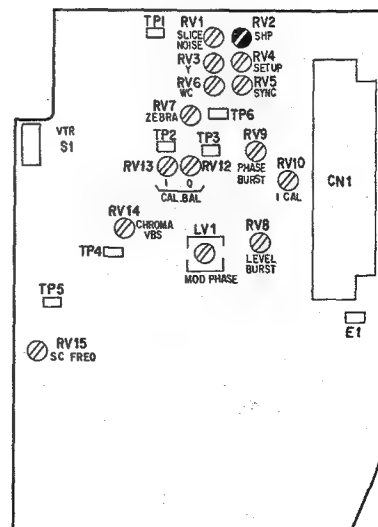 TP1
RV1
SLICE
NOISE
RV2
SHP
RV3
Y
RV4
SETUP
RV6
WC
RV5
SYNC
RV7
ZEBRA
TP6
VTR
S1
TP2
TP3
RV9
PHASE
BURST
RV13
RV12
I
Q
CAL.BAL
RV10
I CAL
CN1
RV14
CHROMA
VBS
TP4
LV1
MOD PHASE
RV8
LEVEL
BURST
TP5
E1
RV15
SC FREQ